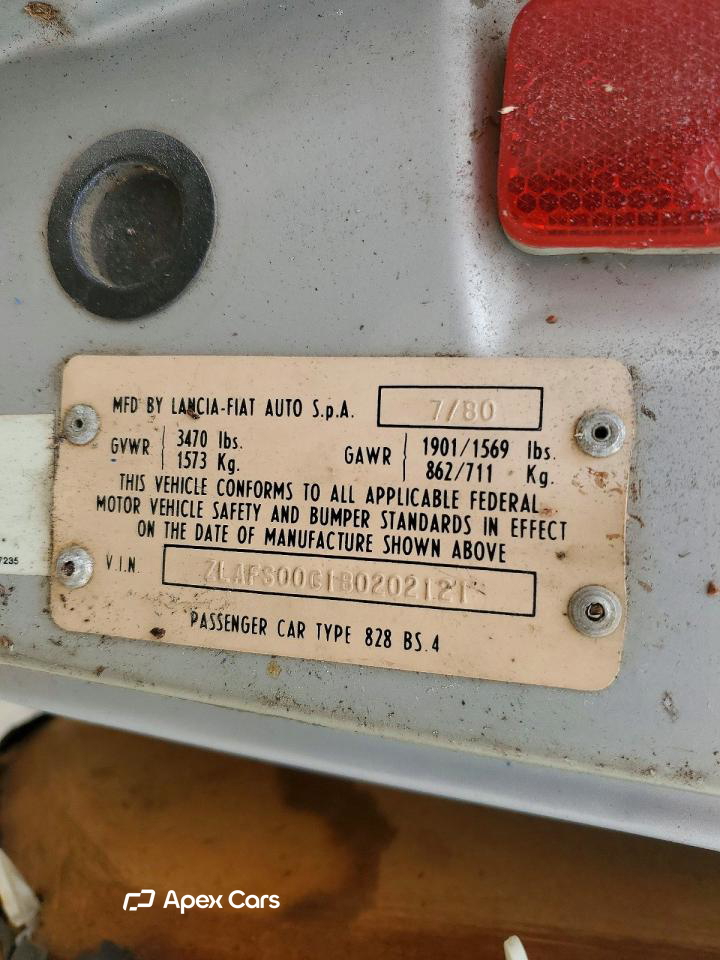 MFD BY LANCIA-FIAT AUTO S.p.A. 7/80
GVWR 3470 lbs. 1573 Kg. GAWR 1901/1569 lbs. 862/711 Kg.
THIS VEHICLE CONFORMS TO ALL APPLICABLE FEDERAL
MOTOR VEHICLE SAFETY AND BUMPER STANDARDS IN EFFECT
ON THE DATE OF MANUFACTURE SHOWN ABOVE
V.I.N.
PASSENGER CAR TYPE 828 BS.4
7235
Apex Cars